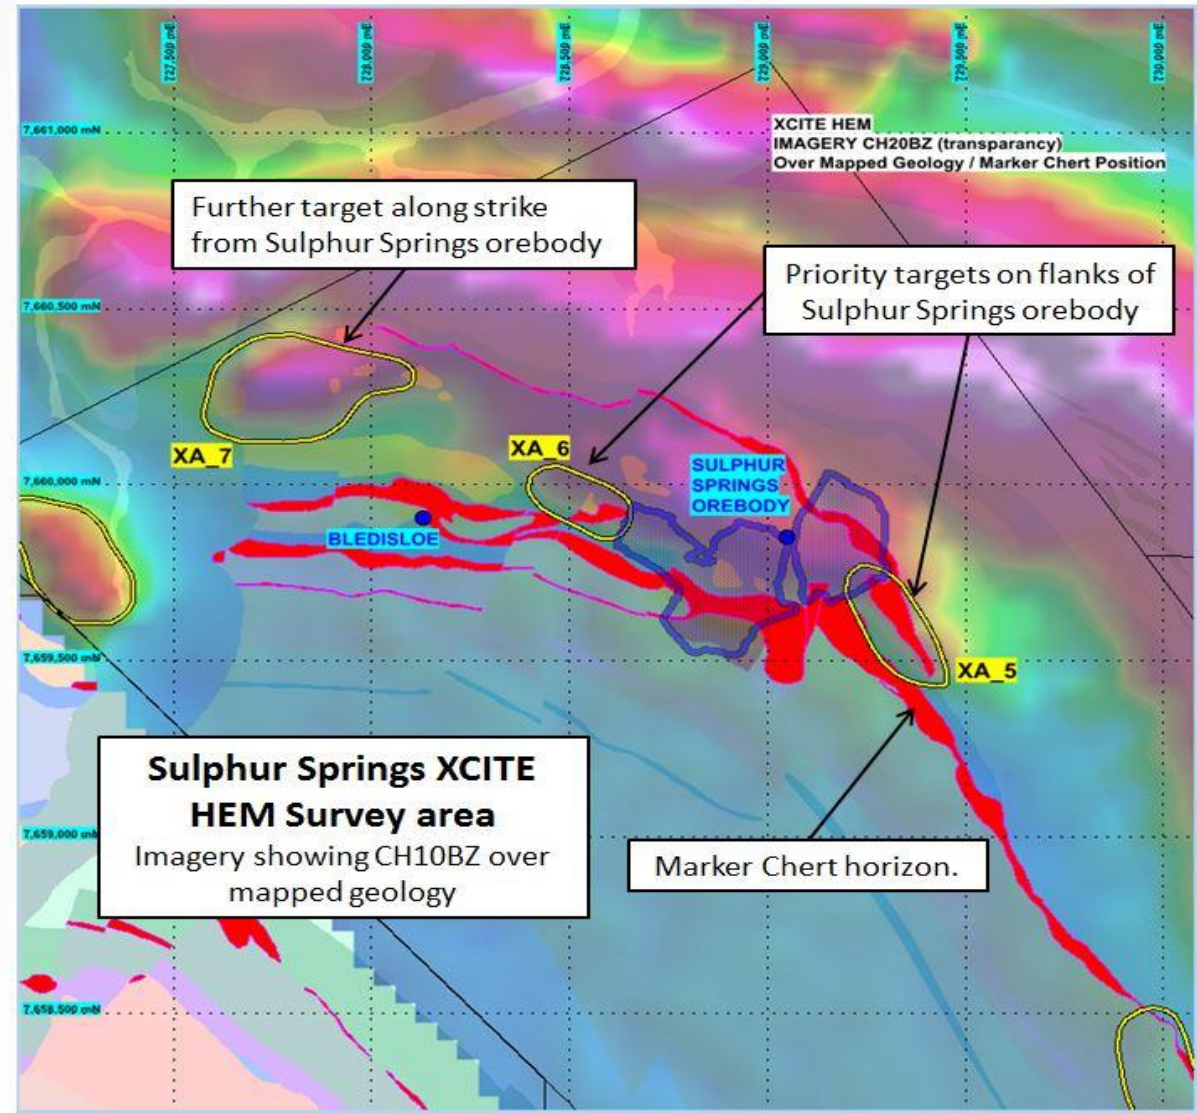 727,500 mE
728,000 mE
728,500 mE
729,000 mE
729,500 mE
730,000 mE
7,661,000 mN
XCITE HEM
IMAGERY CH20BZ (transparancy)
Over Mapped Geology / Marker Chert Position
Further target along strike
from Sulphur Springs orebody
Priority targets on flanks of
Sulphur Springs orebody
7,660,500 mN
XA_7
XA_6
SULPHUR
SPRINGS
OREBODY
7,660,000 mN
BLEDISLOE
7,659,500 mN
XA_5
Sulphur Springs XCITE
HEM Survey area
Imagery showing CH10BZ over
mapped geology
7,659,000 mN
Marker Chert horizon.
7,658,500 mN